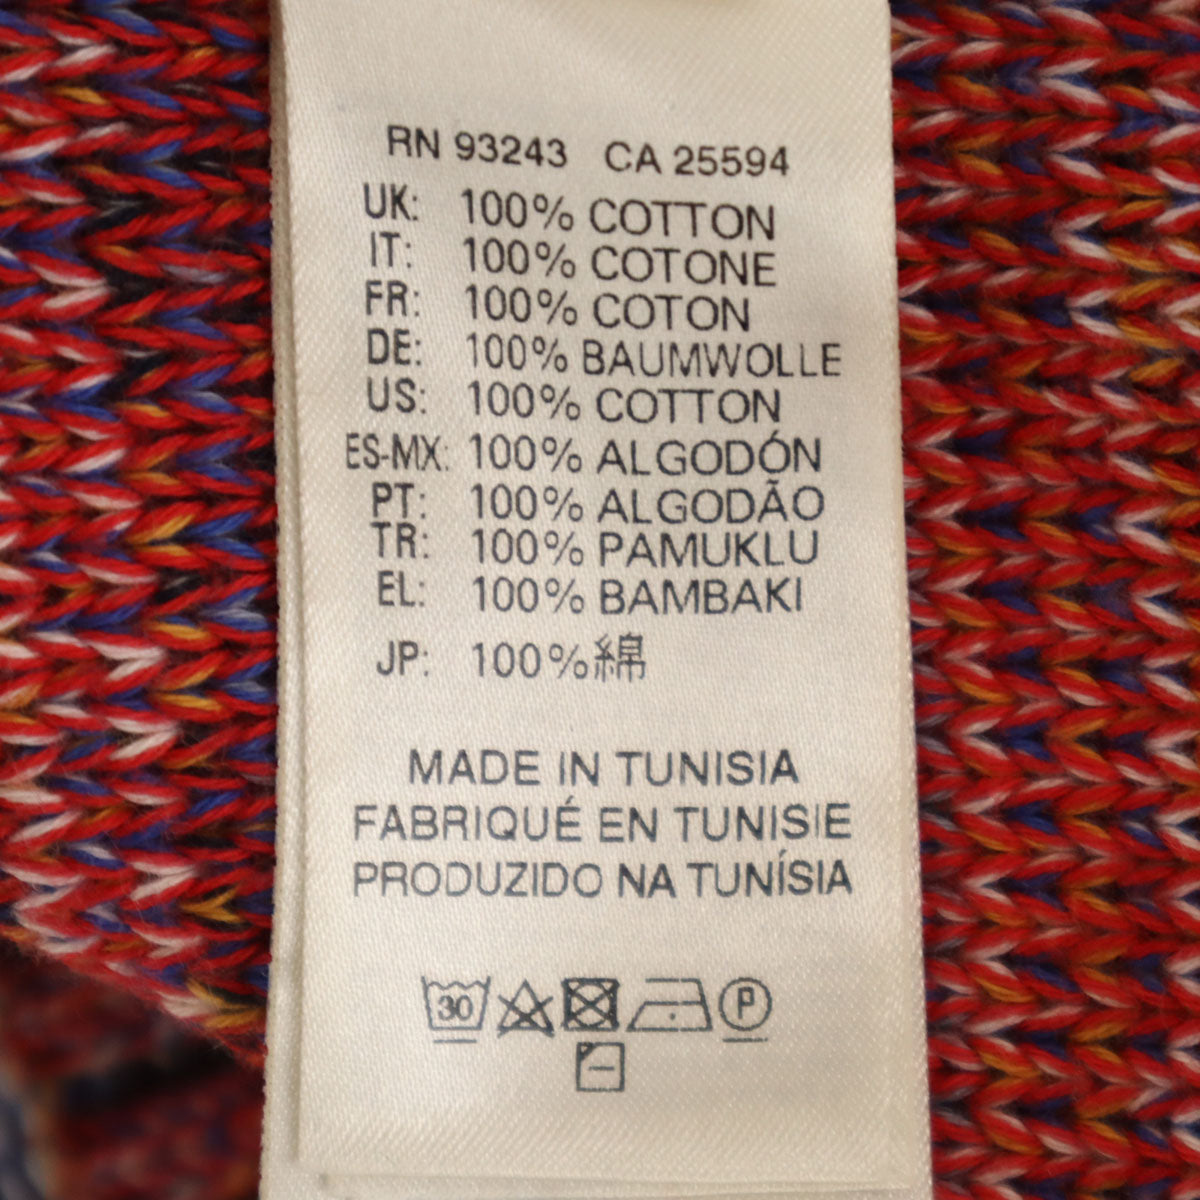 RN 93243 CA 25594
UK: 100% COTTON
IT: 100% COTONE
FR: 100% COTON
DE: 100% BAUMWOLLE
US: 100% COTTON
ES-MX: 100% ALGODÓN
PT: 100% ALGODÃO
TR: 100% PAMUKLU
EL: 100% BAMBAKI
JP: 100%綿
MADE IN TUNISIA
FABRIQUÉ EN TUNISIE
PRODUZIDO NA TUNÍSIA
30 P